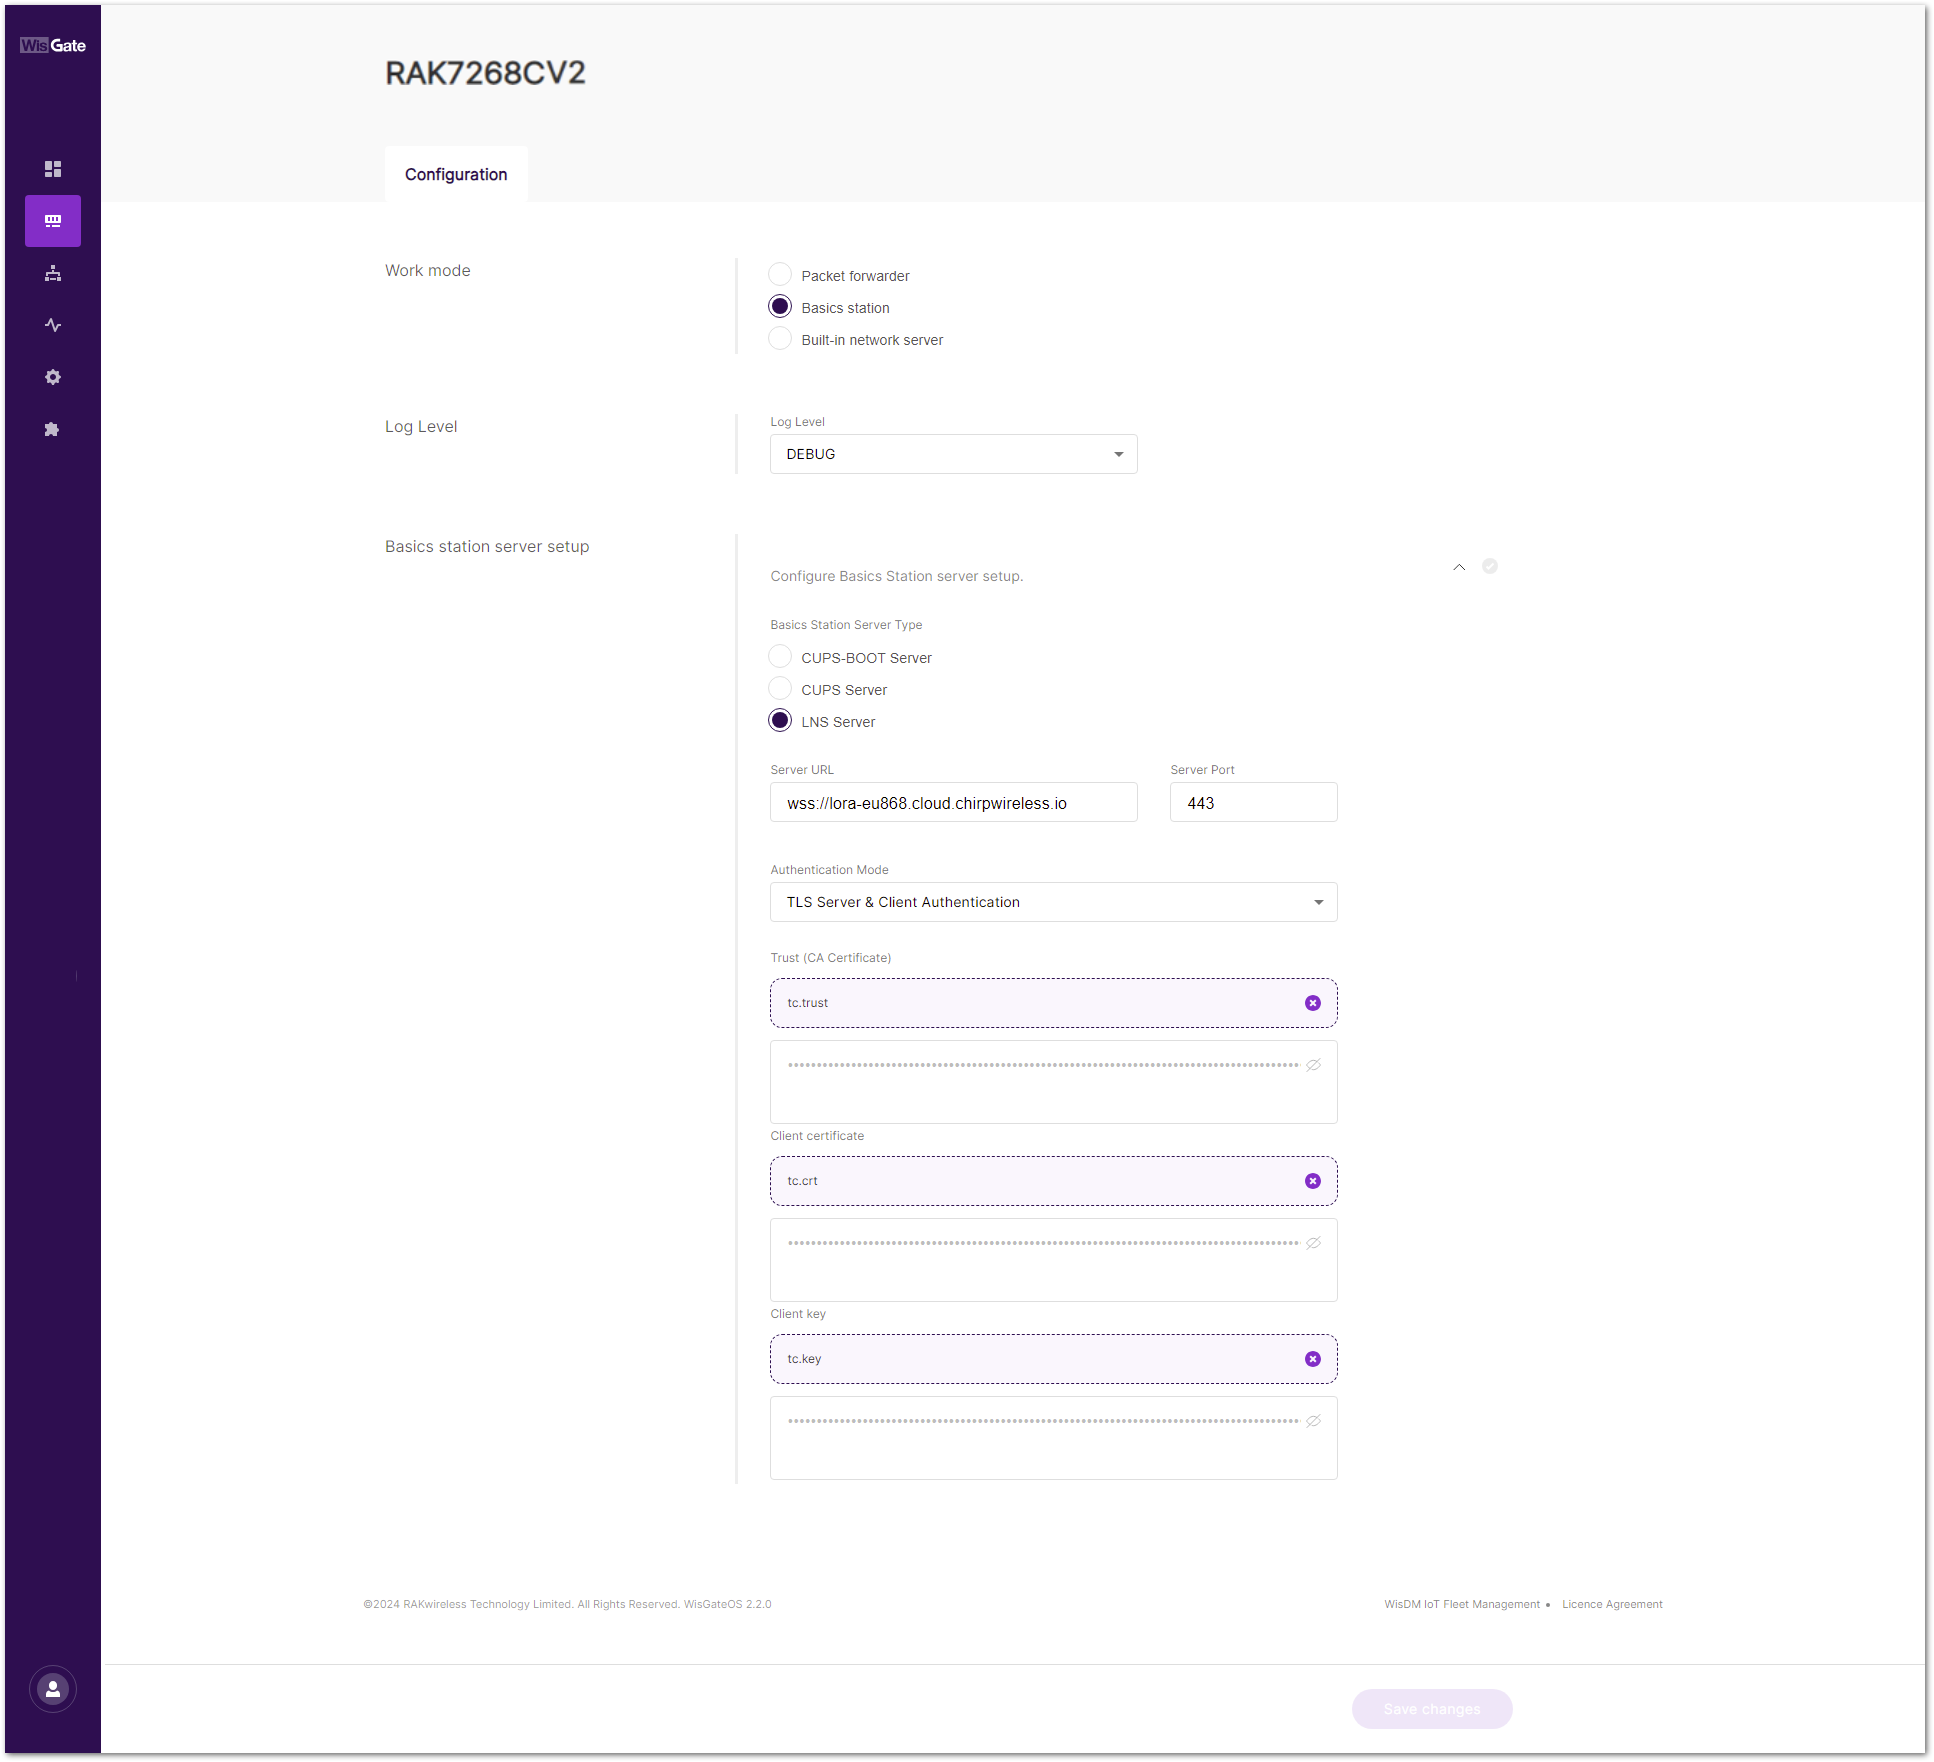 WisGate
RAK7268CV2
Configuration
Work mode
Packet forwarder
Basics station
Built-in network server
Log Level
Log Level
DEBUG
Basics station server setup
Configure Basics Station server setup.
Basics Station Server Type
CUPS-BOOT Server
CUPS Server
LNS Server
Server URL
Server Port
wss://lora-eu868.cloud.chirpwireless.io
443
Authentication Mode
TLS Server & Client Authentication
Trust (CA Certificate)
tc.trust
Client certificate
tc.crt
Client key
tc.key
©2024 RAKwireless Technology Limited. All Rights Reserved. WisGateOS 2.2.0
WisDM IoT Fleet Management • Licence Agreement
Save changes